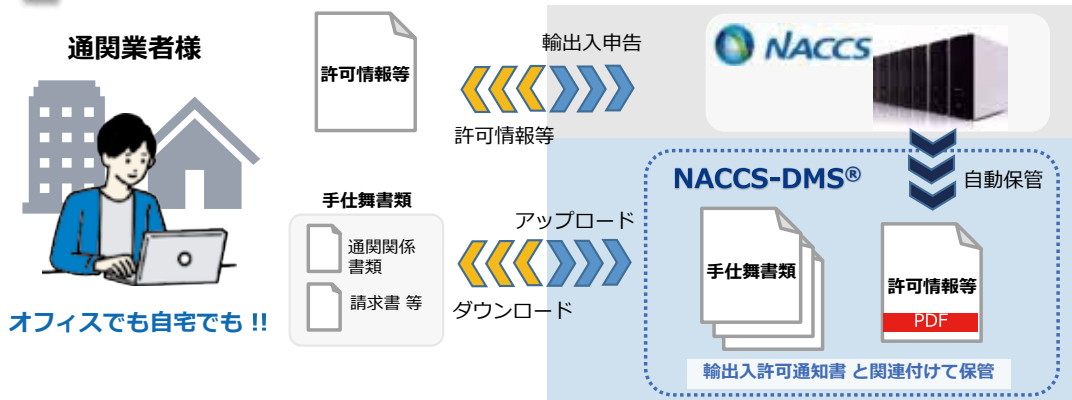 通関業者様
オフィスでも自宅でも !!
許可情報等
輸出入申告
許可情報等
NACCS
手仕舞書類
通関関係
書類
請求書 等
アップロード
ダウンロード
NACCS-DMS®
自動保管
手仕舞書類
許可情報等
PDF
輸出入許可通知書 と関連付けて保管